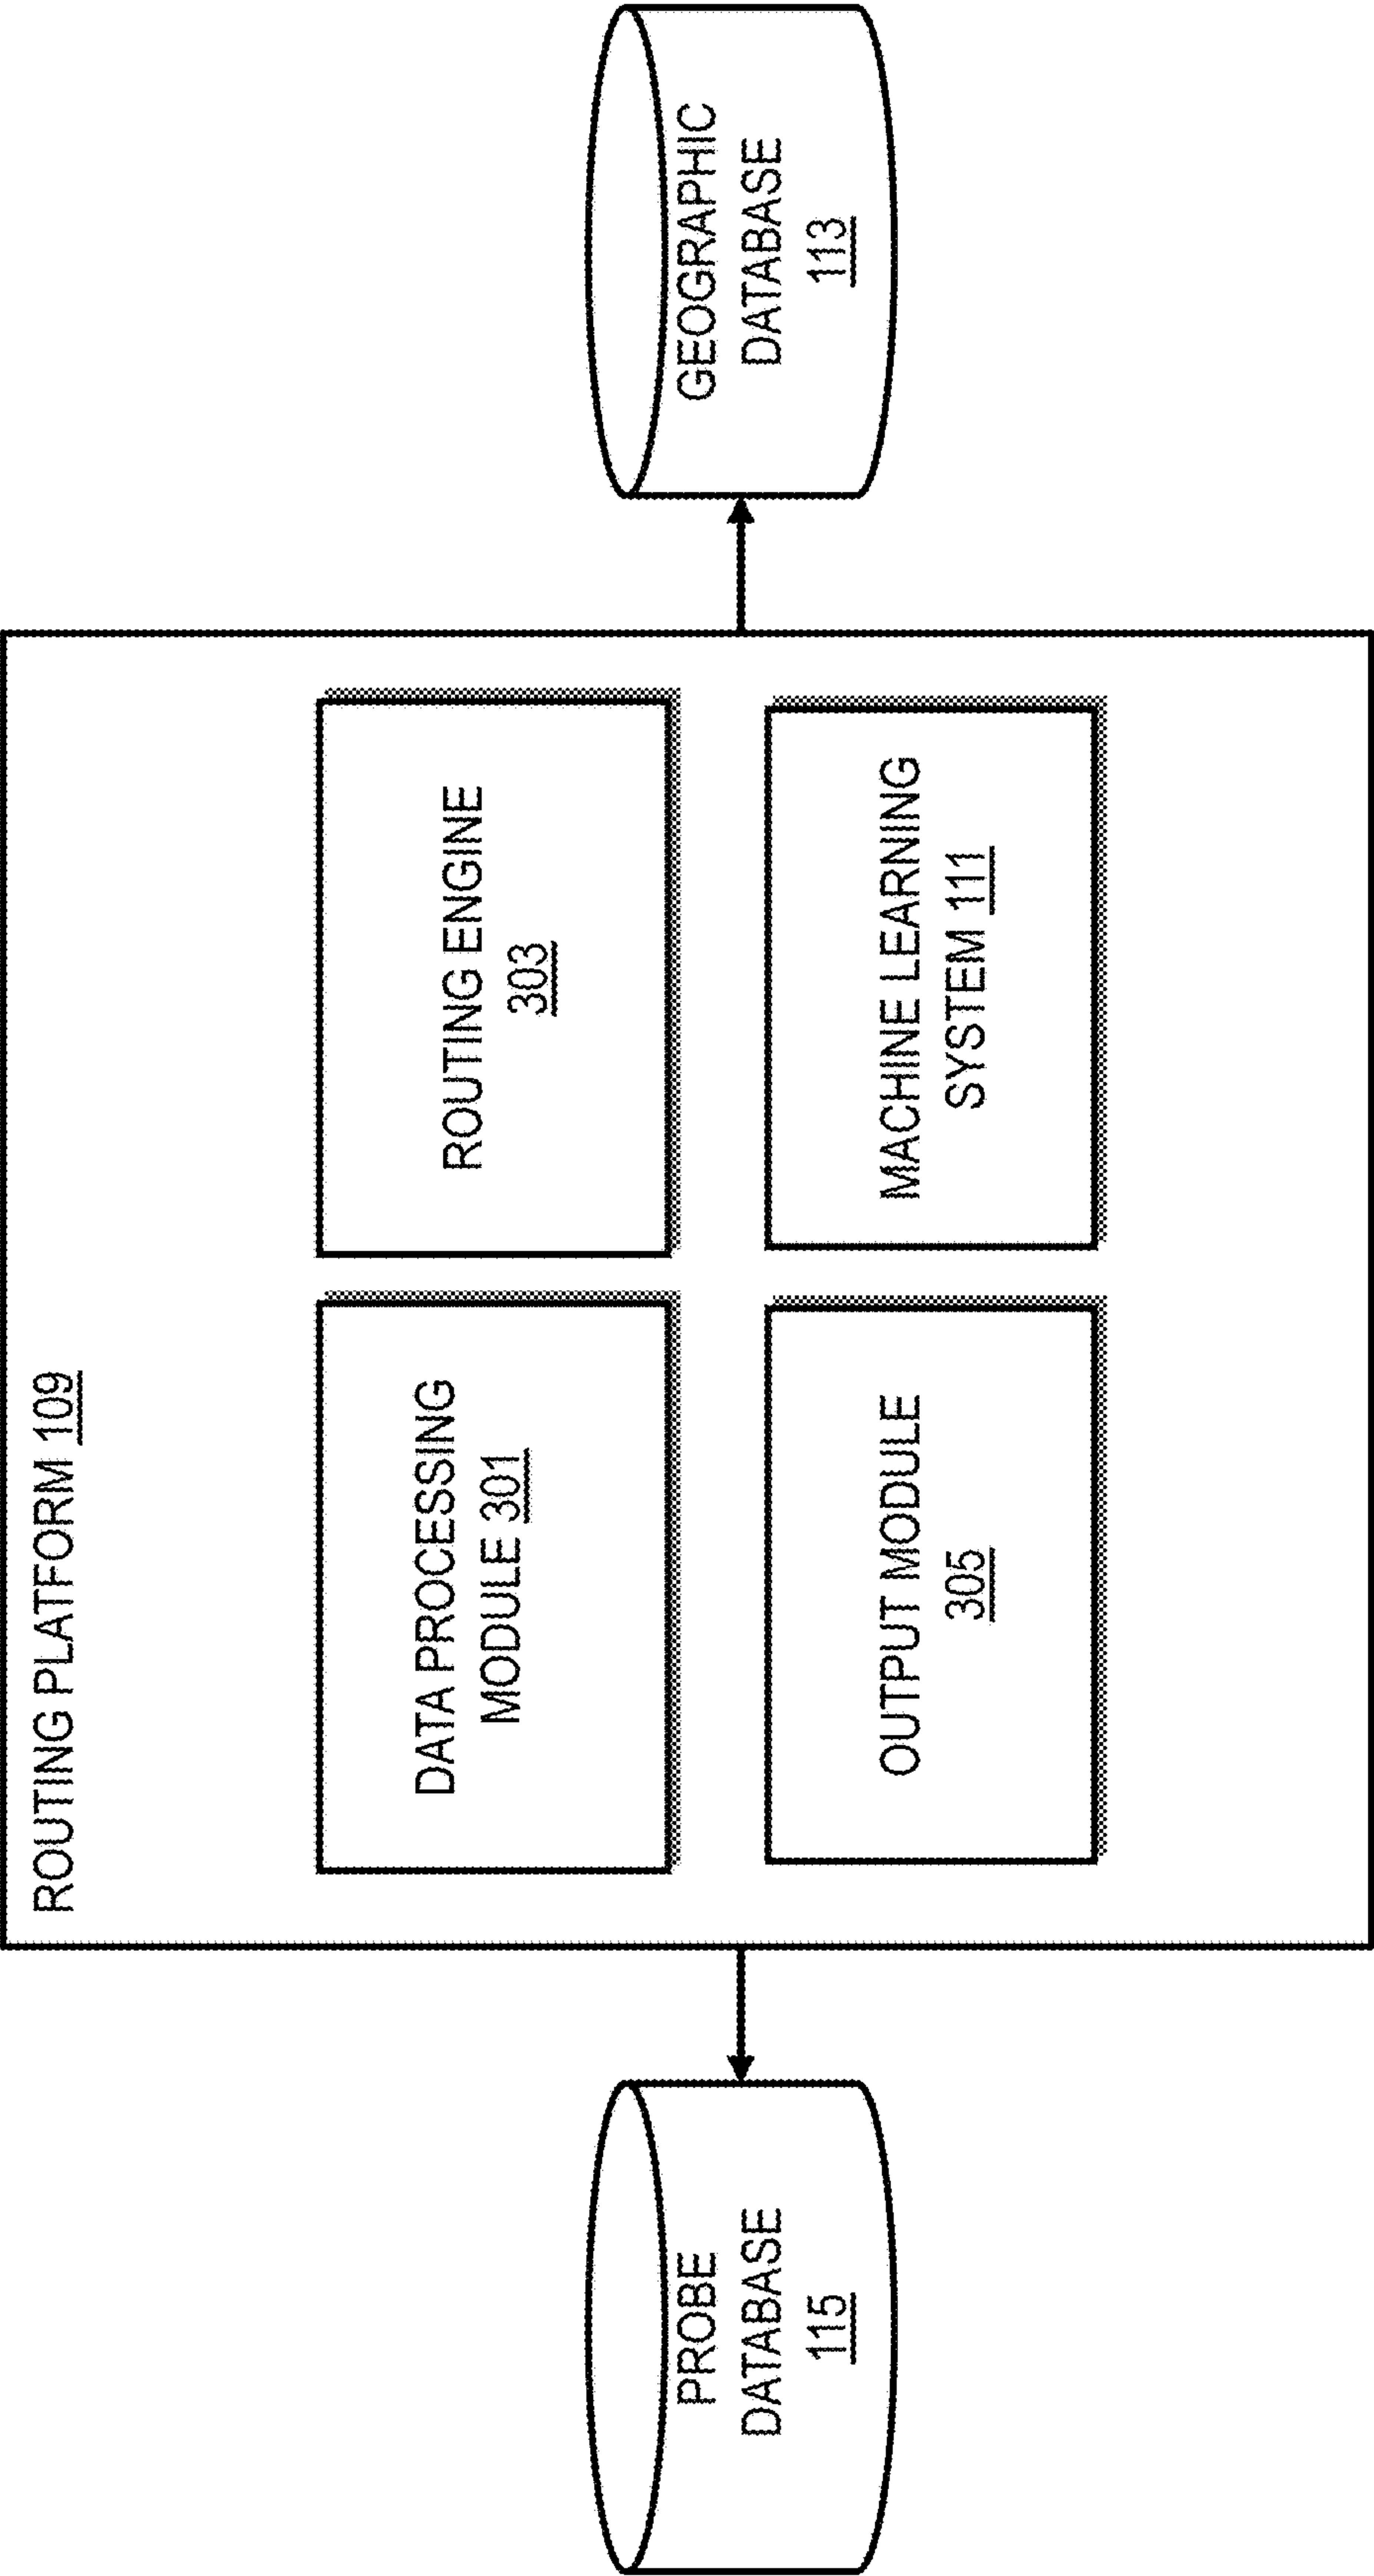 ROUTING PLATFORM 109
DATA PROCESSING
MODULE 301
ROUTING ENGINE
303
OUTPUT MODULE
305
MACHINE LEARNING
SYSTEM 111
PROBE
DATABASE
115
GEOGRAPHIC
DATABASE
113